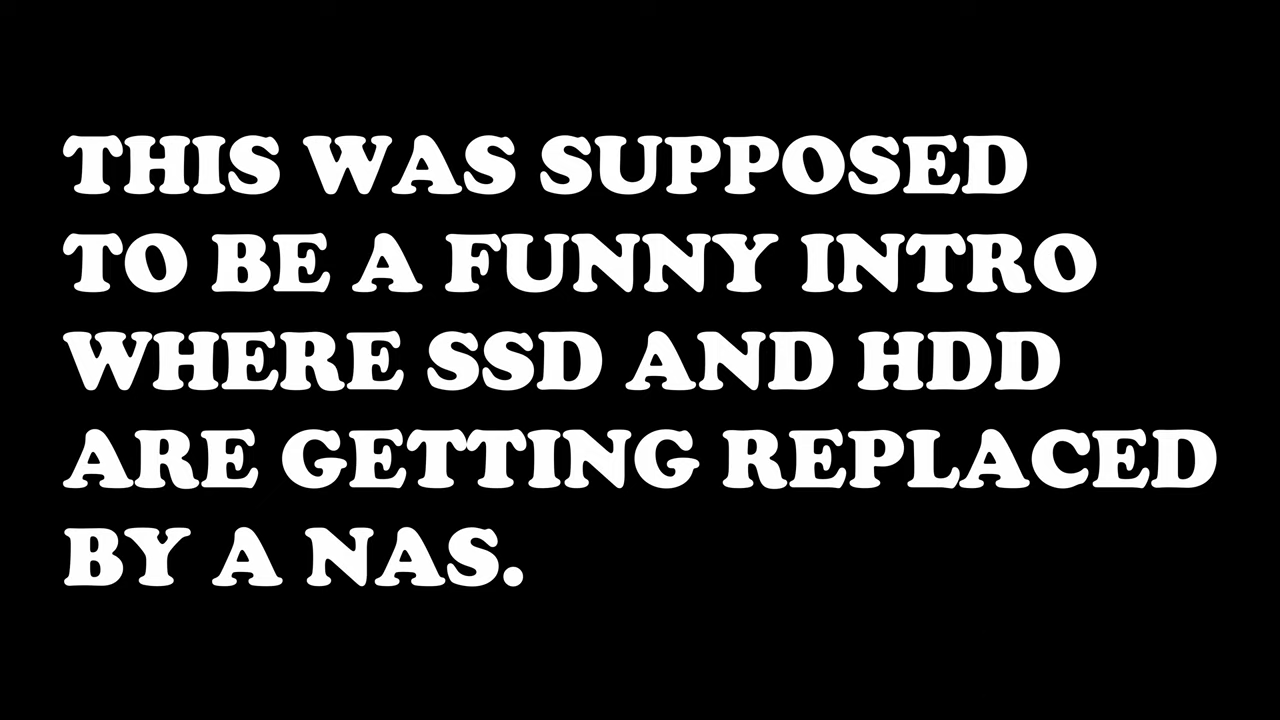 THIS WAS SUPPOSED
TO BE A FUNNY INTRO
WHERE SSD AND HDD
ARE GETTING REPLACED
BY A NAS.